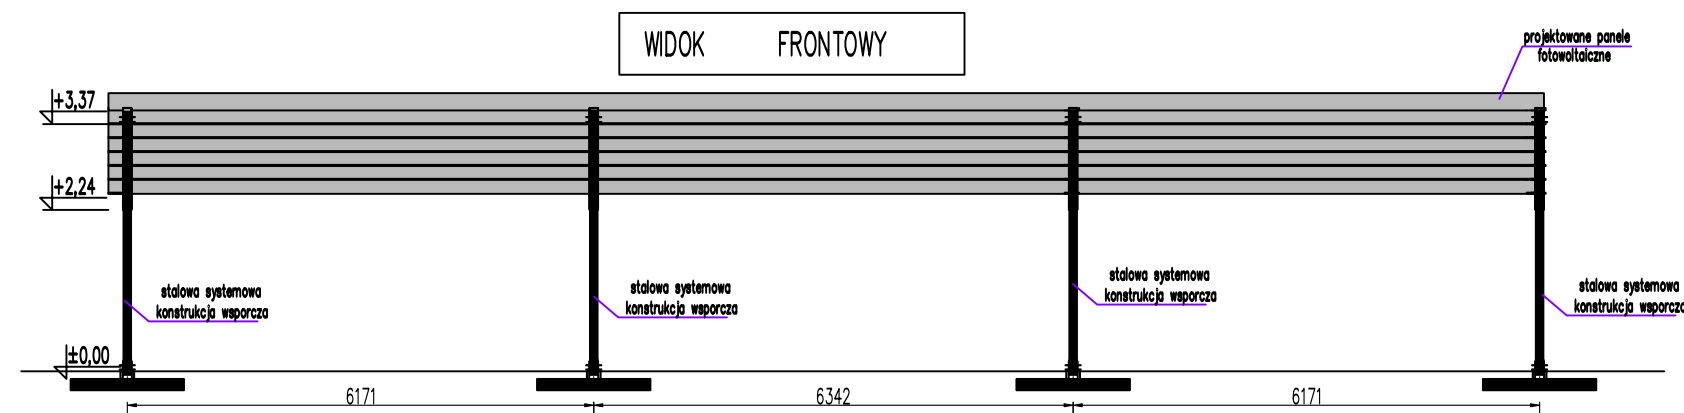 WIDOK FRONTOWY
projektowane panele
fotowoltaiczne
+3,37
+2,24
stalowa systemowa
konstrukcja wsporcza
stalowa systemowa
konstrukcja wsporcza
stalowa systemowa
konstrukcja wsporcza
stalowa systemowa
konstrukcja wsporcza
±0,00
6171
6342
6171